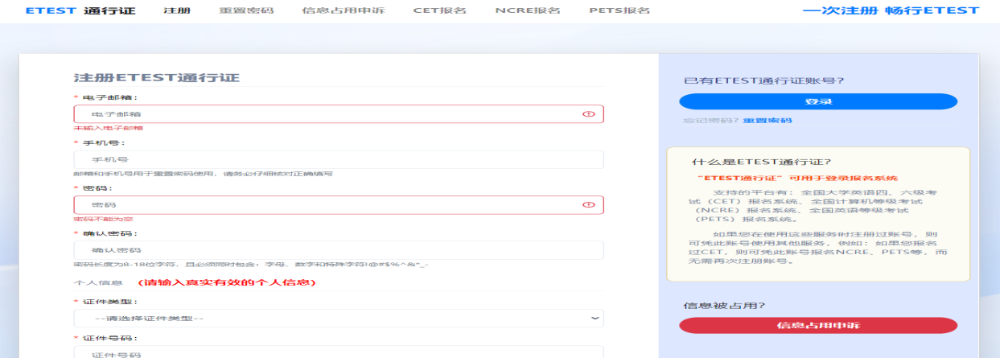 ETEST 通行证 注册 重置密码 信息占用申诉 CET报名 NCRE报名 PETS报名 一次注册 畅行ETEST
注册ETEST通行证
* 电子邮箱：
电子邮箱
未输入电子邮箱
* 手机号：
手机号
邮箱和手机号用于重置密码使用，请务必仔细核对正确填写
* 密码：
密码
密码不能为空
* 确认密码：
确认密码
密码长度为8-18位字符，且必须同时包含：字母、数字和特殊字符!@#$%^&*_-
个人信息 (请输入真实有效的个人信息)
* 证件类型：
--请选择证件类型--
* 证件号码：
证件号码
已有ETEST通行证账号?
登录
忘记密码? 重置密码
什么是ETEST通行证?
“ETEST通行证”可用于登录报名系统
支持的平台有：全国大学英语四、六级考
试（CET）报名系统、全国计算机等级考试
（NCRE）报名系统、全国英语等级考试
（PETS）报名系统。
如果您在使用这些服务时注册过账号，则
可凭此账号使用其他服务，例如：如果您报名
过CET，则可凭此账号报名NCRE、PETS等，而
无需再次注册账号。
信息被占用?
信息占用申诉